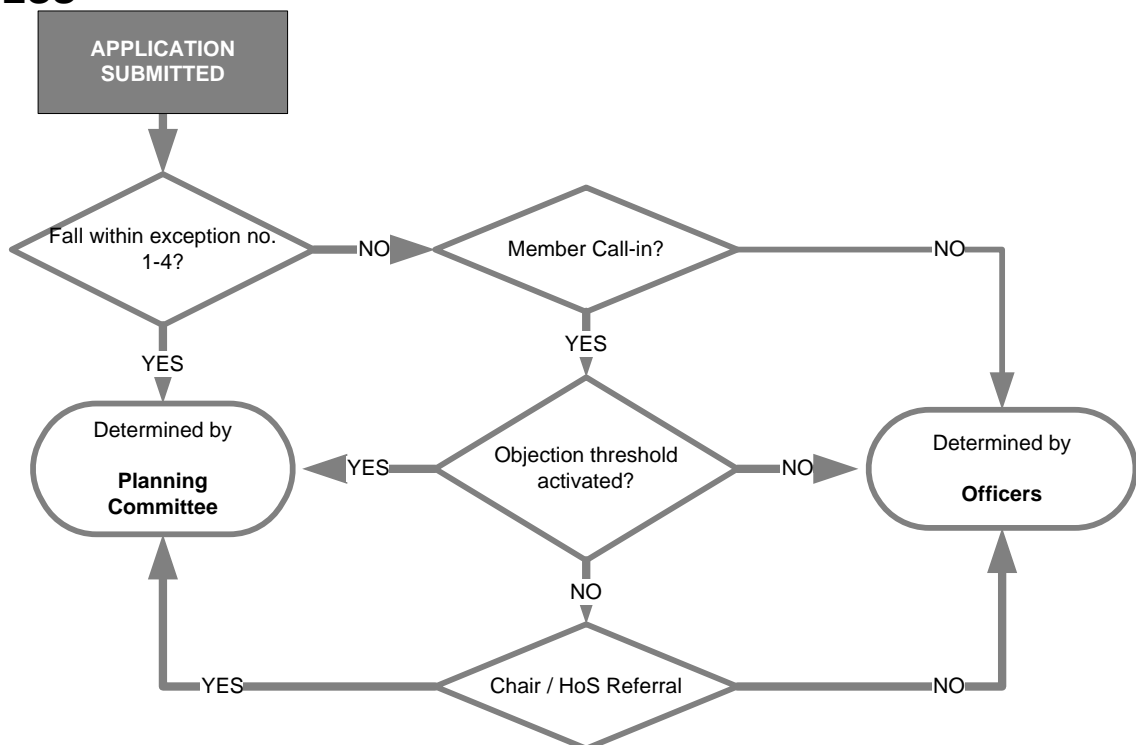 APPLICATION
SUBMITTED
Fall within exception no.
1-4?
NO
Member Call-in?
NO
YES
YES
Determined by
Planning
Committee
YES
Objection threshold
activated?
NO
Determined by
Officers
NO
YES
Chair / HoS Referral
NO